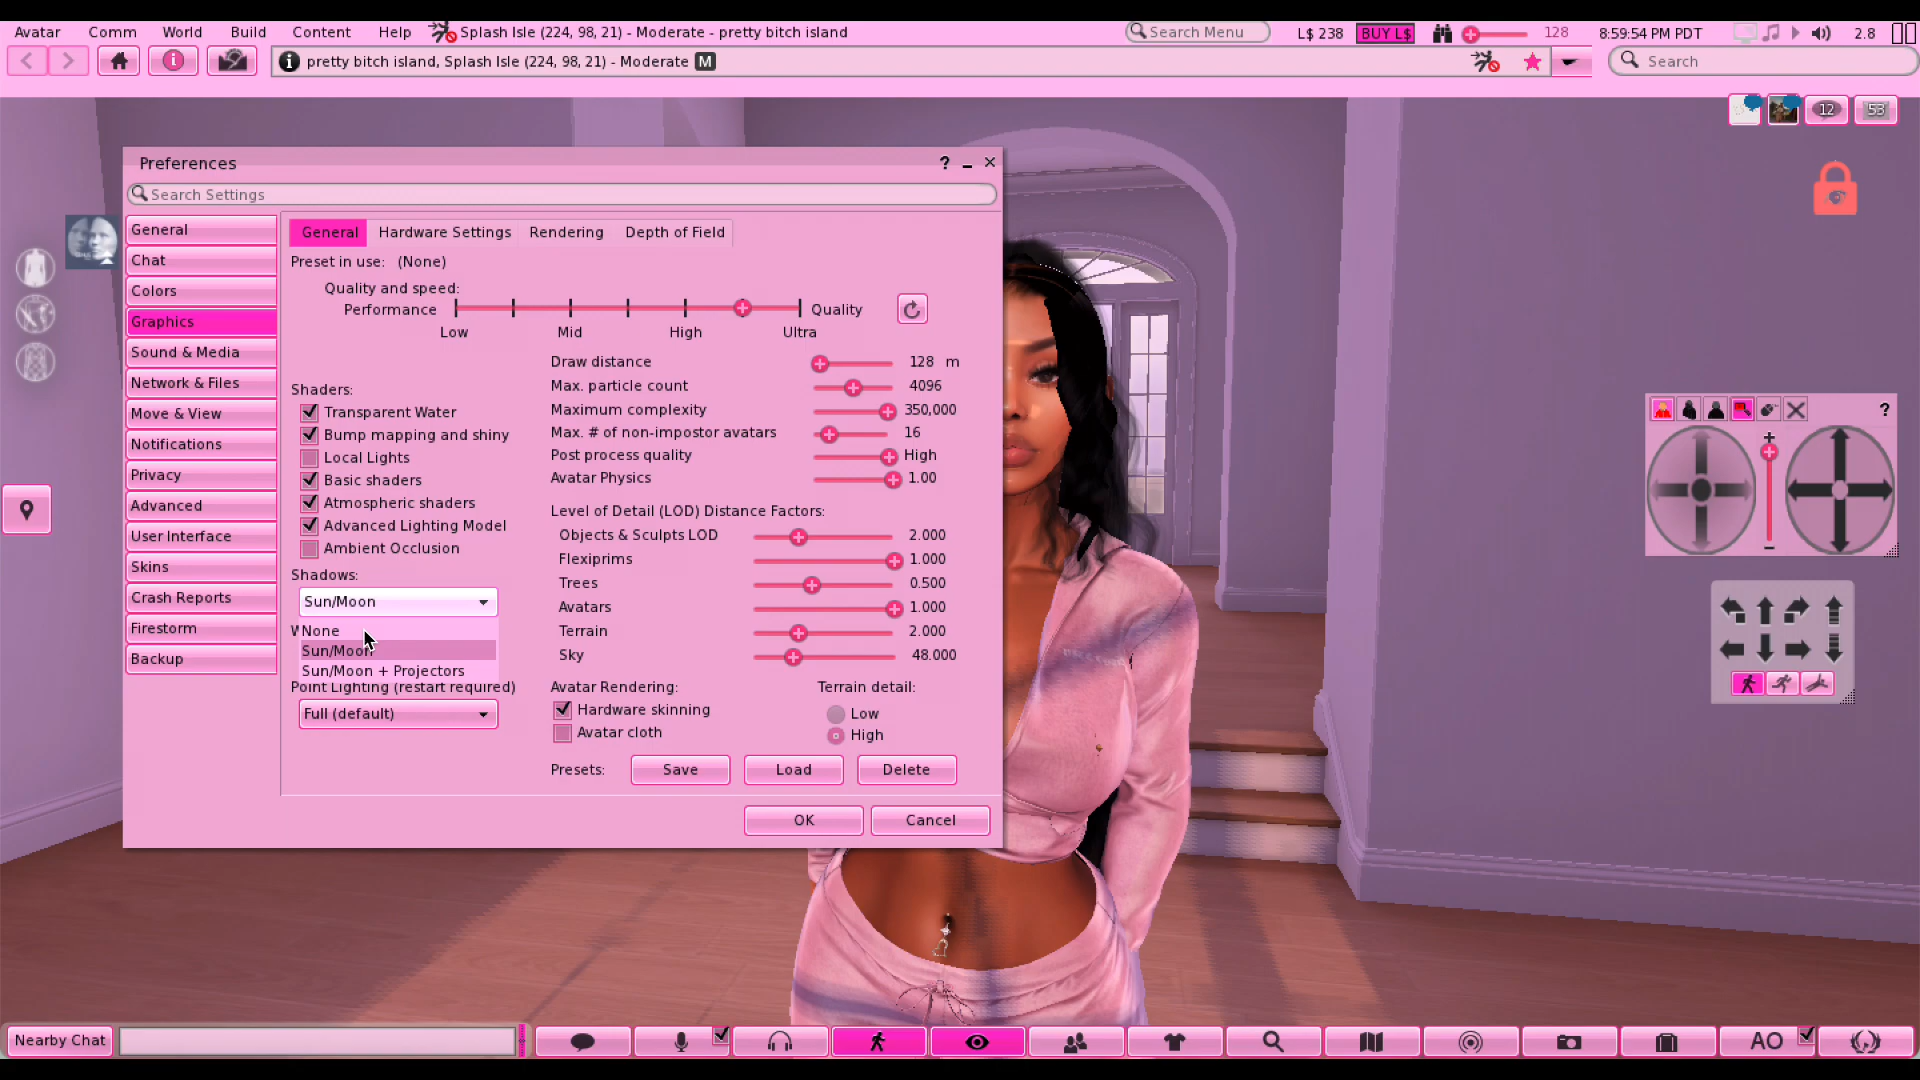 Avatar Comm World Build Content Help Splash Isle (224, 98, 21) - Moderate - pretty bitch island Search Menu L$ 238 BUY L$ 128 8:59:54 PM PDT 2.8
pretty bitch island, Splash Isle (224, 98, 21) - Moderate M Search
12 53
Preferences ?
Search Settings
General
Chat
Colors
Graphics
Sound & Media
Network & Files
Move & View
Notifications
Privacy
Advanced
User Interface
Skins
Crash Reports
Firestorm
Backup
General Hardware Settings Rendering Depth of Field
Preset in use: (None)
Quality and speed:
Performance Quality
Low Mid High Ultra
Shaders:
Transparent Water
Bump mapping and shiny
Local Lights
Basic shaders
Atmospheric shaders
Advanced Lighting Model
Ambient Occlusion
Shadows:
Sun/Moon
None
Sun/Moon
Sun/Moon + Projectors
Point Lighting (restart required)
Full (default)
Draw distance 128 m
Max. particle count 4096
Maximum complexity 350,000
Max. # of non-impostor avatars 16
Post process quality High
Avatar Physics 1.00
Level of Detail (LOD) Distance Factors:
Objects & Sculpts LOD 2.000
Flexiprims 1.000
Trees 0.500
Avatars 1.000
Terrain 2.000
Sky 48.000
Avatar Rendering:
Hardware skinning
Avatar cloth
Terrain detail:
Low
High
Presets: Save Load Delete
OK Cancel
?
Nearby Chat AO